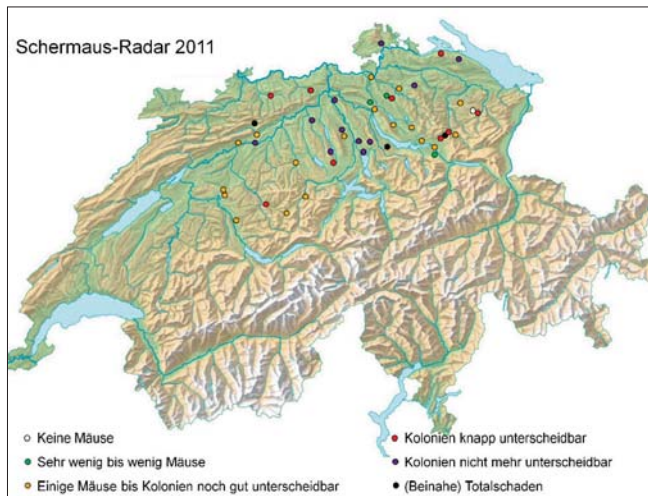 Schermaus-Radar 2011
Keine Mäuse
Sehr wenig bis wenig Mäuse
Einige Mäuse bis Kolonien noch gut unterscheidbar
Kolonien knapp unterscheidbar
Kolonien nicht mehr unterscheidbar
(Beinahe) Totalschaden